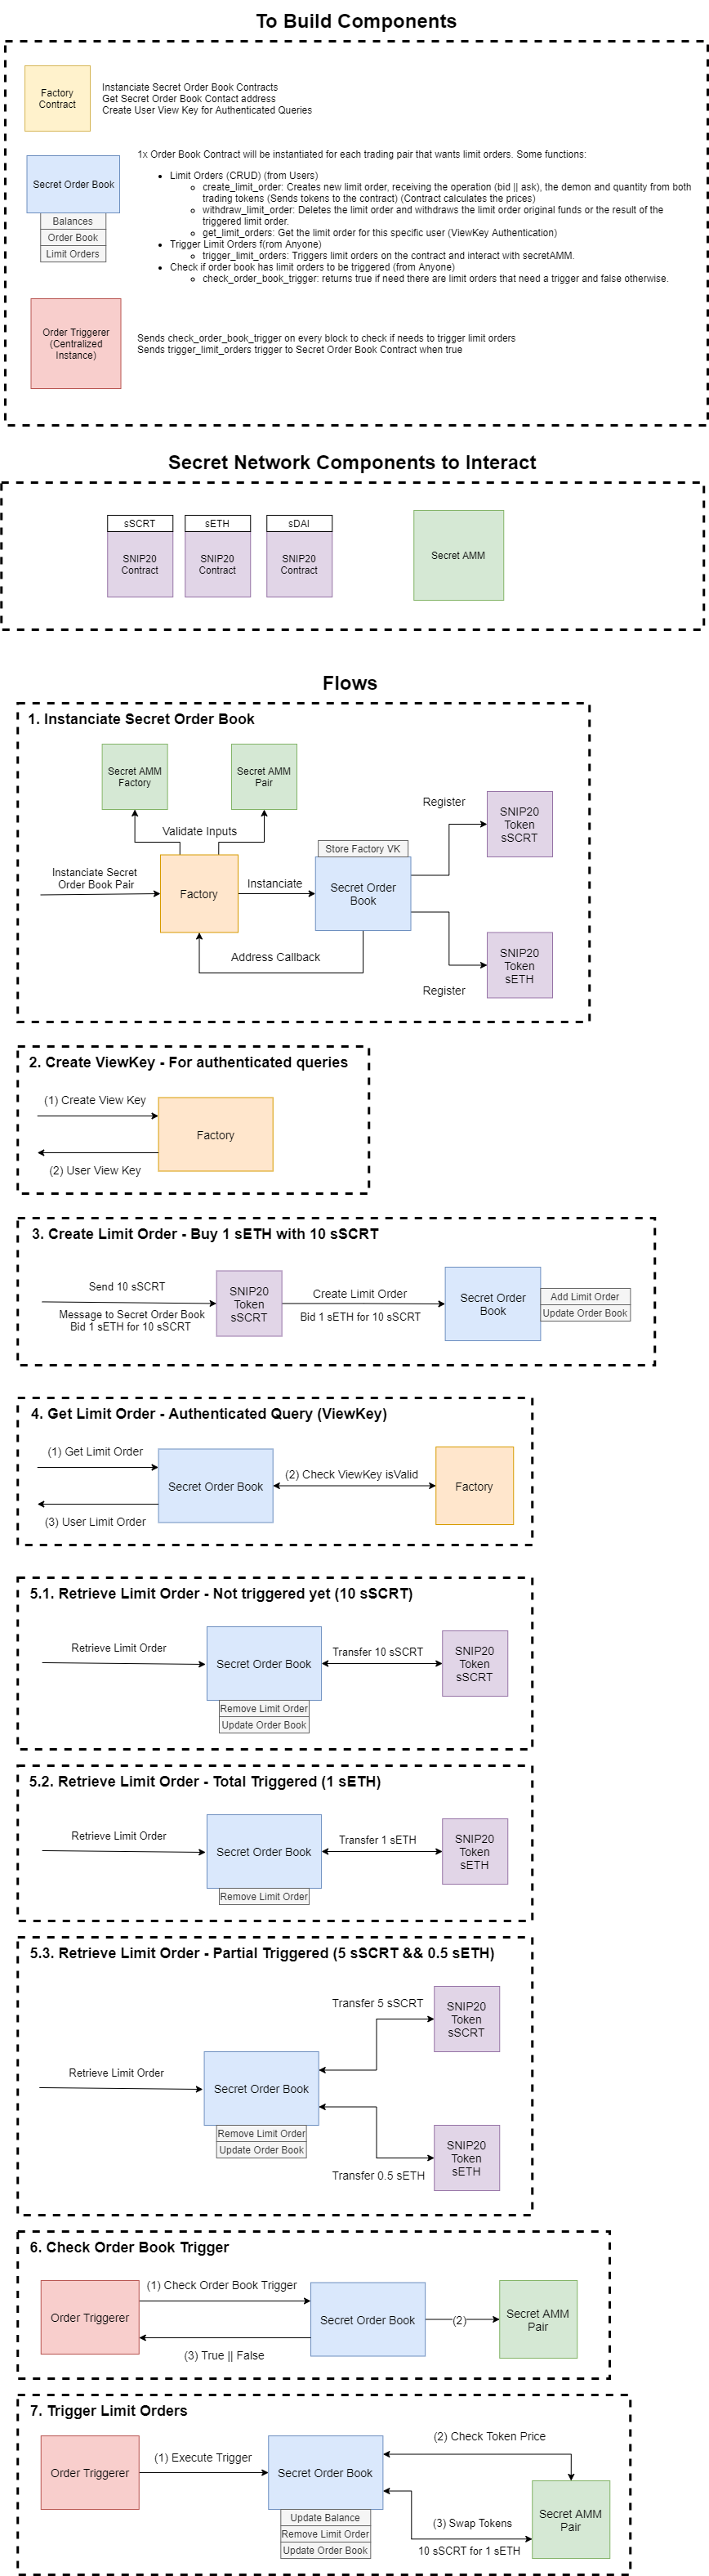 To Build Components
Factory
Contract
Instanciate Secret Order Book Contracts
Get Secret Order Book Contact address
Create User View Key for Authenticated Queries
1x Order Book Contract will be instantiated for each trading pair that wants limit orders. Some functions:
Secret Order Book
Balances
Order Book
Limit Orders
Limit Orders (CRUD) (from Users)
create_limit_order: Creates new limit order, receiving the operation (bid || ask), the demon and quantity from both
trading tokens (Sends tokens to the contract) (Contract calculates the prices)
withdraw_limit_order: Deletes the limit order and withdraws the limit order original funds or the result of the
triggered limit order.
get_limit_orders: Get the limit order for this specific user (ViewKey Authentication)
Trigger Limit Orders f(rom Anyone)
trigger_limit_orders: Triggers limit orders on the contract and interact with secretAMM.
Check if order book has limit orders to be triggered (from Anyone)
check_order_book_trigger: returns true if need there are limit orders that need a trigger and false otherwise.
Order Triggerer
(Centralized
Instance)
Sends check_order_book_trigger on every block to check if needs to trigger limit orders
Sends trigger_limit_orders trigger to Secret Order Book Contract when true
Secret Network Components to Interact
sSCRT
SNIP20
Contract
sETH
SNIP20
Contract
sDAI
SNIP20
Contract
Secret AMM
Flows
1. Instanciate Secret Order Book
Secret AMM
Factory
Secret AMM
Pair
Validate Inputs
Instanciate Secret
Order Book Pair
Factory
Instanciate
Store Factory VK
Secret Order
Book
Address Callback
Register
SNIP20
Token
sSCRT
Register
SNIP20
Token
sETH
2. Create ViewKey - For authenticated queries
(1) Create View Key
Factory
(2) User View Key
3. Create Limit Order - Buy 1 sETH with 10 sSCRT
Send 10 sSCRT
Message to Secret Order Book
Bid 1 sETH for 10 sSCRT
SNIP20
Token
sSCRT
Create Limit Order
Bid 1 sETH for 10 sSCRT
Secret Order
Book
Add Limit Order
Update Order Book
4. Get Limit Order - Authenticated Query (ViewKey)
(1) Get Limit Order
Secret Order Book
(2) Check ViewKey isValid
Factory
(3) User Limit Order
5.1. Retrieve Limit Order - Not triggered yet (10 sSCRT)
Retrieve Limit Order
Secret Order Book
Remove Limit Order
Update Order Book
Transfer 10 sSCRT
SNIP20
Token
sSCRT
5.2. Retrieve Limit Order - Total Triggered (1 sETH)
Retrieve Limit Order
Secret Order Book
Remove Limit Order
Transfer 1 sETH
SNIP20
Token
sETH
5.3. Retrieve Limit Order - Partial Triggered (5 sSCRT && 0.5 sETH)
Transfer 5 sSCRT
SNIP20
Token
sSCRT
Retrieve Limit Order
Secret Order Book
Remove Limit Order
Update Order Book
Transfer 0.5 sETH
SNIP20
Token
sETH
6. Check Order Book Trigger
Order Triggerer
(1) Check Order Book Trigger
(3) True || False
Secret Order Book
(2)
Secret AMM
Pair
7. Trigger Limit Orders
Order Triggerer
(1) Execute Trigger
Secret Order Book
Update Balance
Remove Limit Order
Update Order Book
(2) Check Token Price
(3) Swap Tokens
10 sSCRT for 1 sETH
Secret AMM
Pair